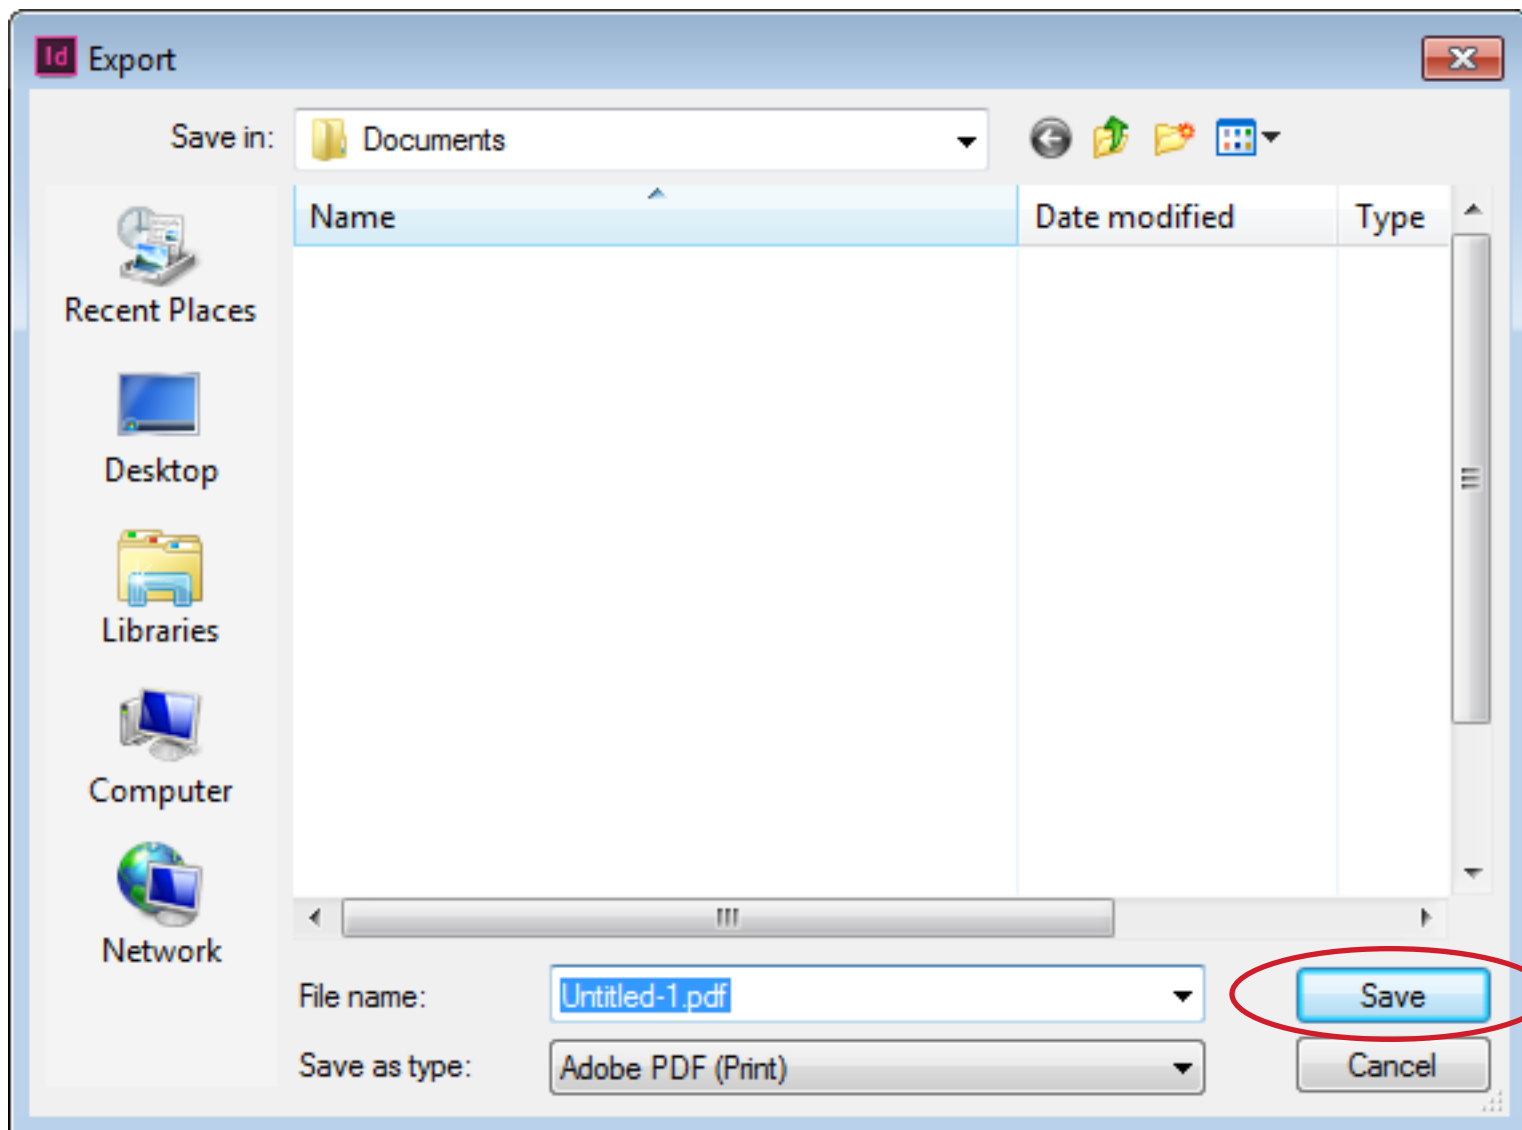 Id Export
Save in: Documents
Name Date modified Type
Recent Places
Desktop
Libraries
Computer
Network
File name: Untitled-1.pdf Save
Save as type: Adobe PDF (Print) Cancel